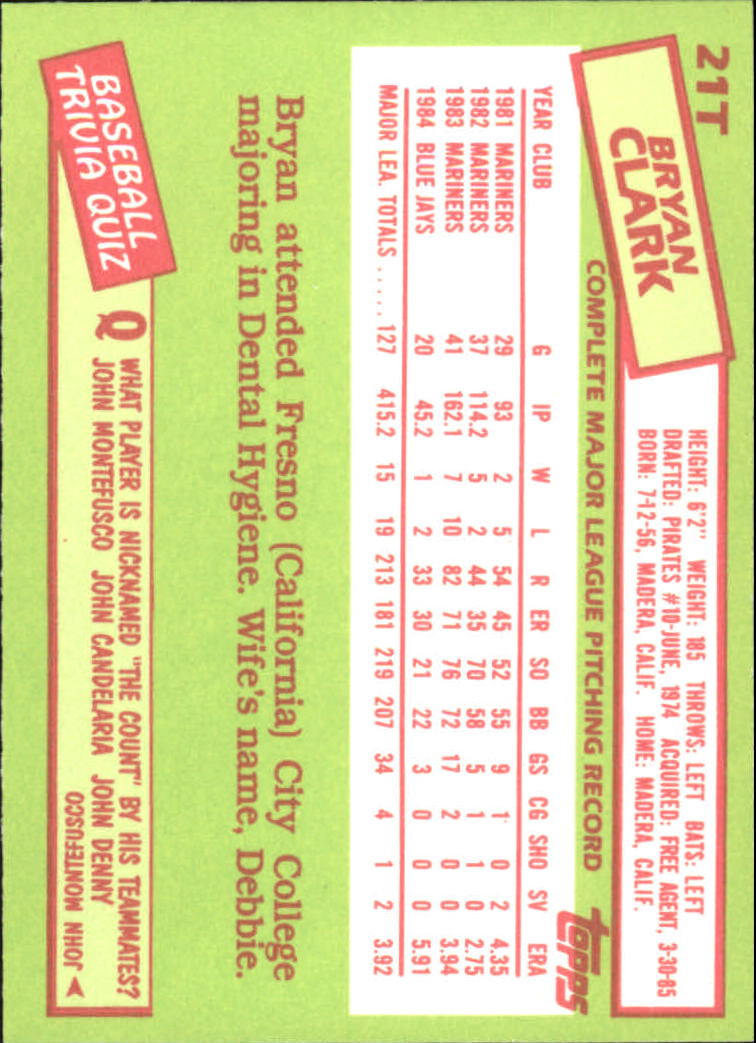 21T
BRYAN
CLARK
HEIGHT: 6'2" WEIGHT: 185 THROWS: LEFT BATS: LEFT
DRAFTED: PIRATES #10-JUNE, 1974 ACQUIRED: FREE AGENT, 3-30-85
BORN: 7-12-56, MADERA, CALIF. HOME: MADERA, CALIF.
COMPLETE MAJOR LEAGUE PITCHING RECORD
topps
YEAR CLUB G IP W L R ER SO BB GS CG SHO SV ERA
1981 MARINERS 29 93 2 5 54 45 52 55 9 1 0 2 4.35
1982 MARINERS 37 114.2 5 2 44 35 70 58 5 1 1 0 2.75
1983 MARINERS 41 162.1 7 10 82 71 76 72 17 2 0 0 3.94
1984 BLUE JAYS 20 45.2 1 2 33 30 21 22 3 0 0 0 5.91
MAJOR LEA. TOTALS ...... 127 415.2 15 19 213 181 219 207 34 4 1 2 3.92
Bryan attended Fresno (California) City College
majoring in Dental Hygiene. Wife's name, Debbie.
BASEBALL
TRIVIA QUIZ
Q WHAT PLAYER IS NICKNAMED "THE COUNT" BY HIS TEAMMATES?
JOHN MONTEFUSCO JOHN CANDELARIA JOHN DENNY
JOHN MONTEFUSCO